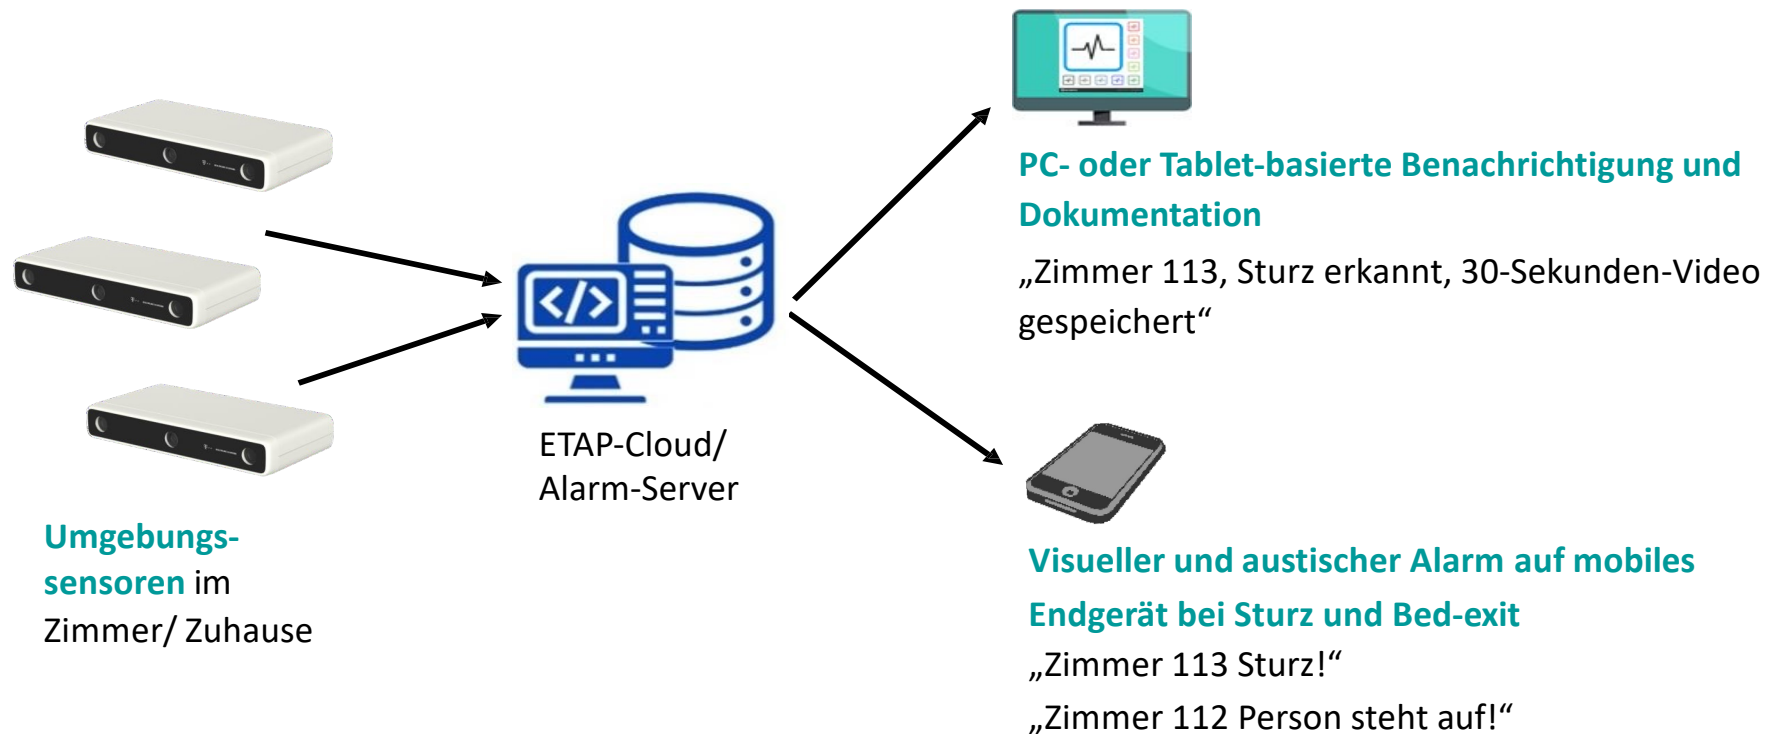 PC- oder Tablet-basierte Benachrichtigung und
Dokumentation
„Zimmer 113, Sturz erkannt, 30-Sekunden-Video
gespeichert“
</>
ETAP-Cloud/
Alarm-Server
Umgebungs-
sensoren im
Zimmer/ Zuhause
Visueller und austischer Alarm auf mobiles
Endgerät bei Sturz und Bed-exit
„Zimmer 113 Sturz!“
„Zimmer 112 Person steht auf!“